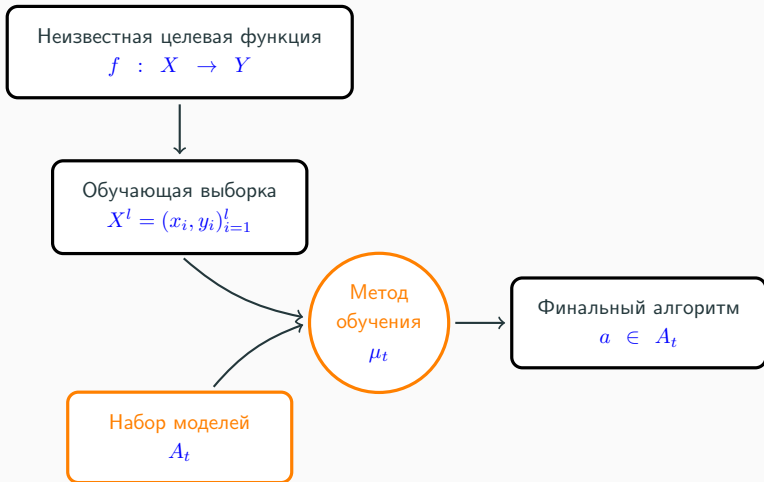 Неизвестная целевая функция
f : X → Y
Обучающая выборка
X^l = (x_i, y_i)_{i=1}^l
Метод
обучения
μ_t
Финальный алгоритм
a ∈ A_t
Набор моделей
A_t